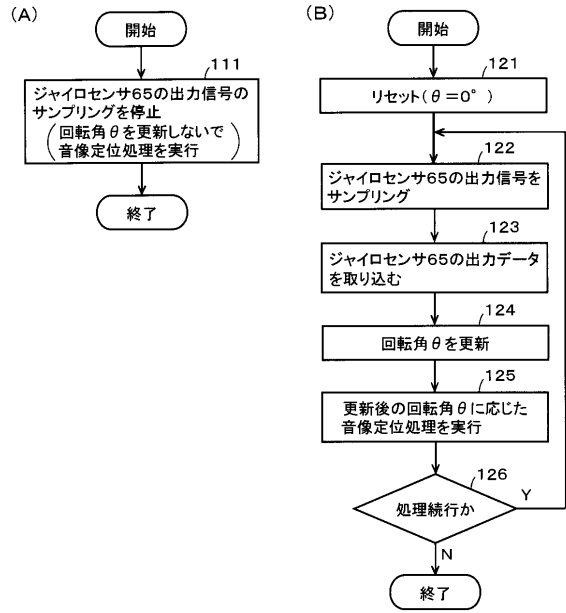 (A)
開始
111
ジャイロセンサ65の出力信号の
サンプリングを停止
(回転角θを更新しないで
音像定位処理を実行)
終了
(B)
開始
121
リセット(θ=0°)
122
ジャイロセンサ65の出力信号を
サンプリング
123
ジャイロセンサ65の出力データ
を取り込む
124
回転角θを更新
125
更新後の回転角θに応じた
音像定位処理を実行
126
処理続行か
Y
N
終了